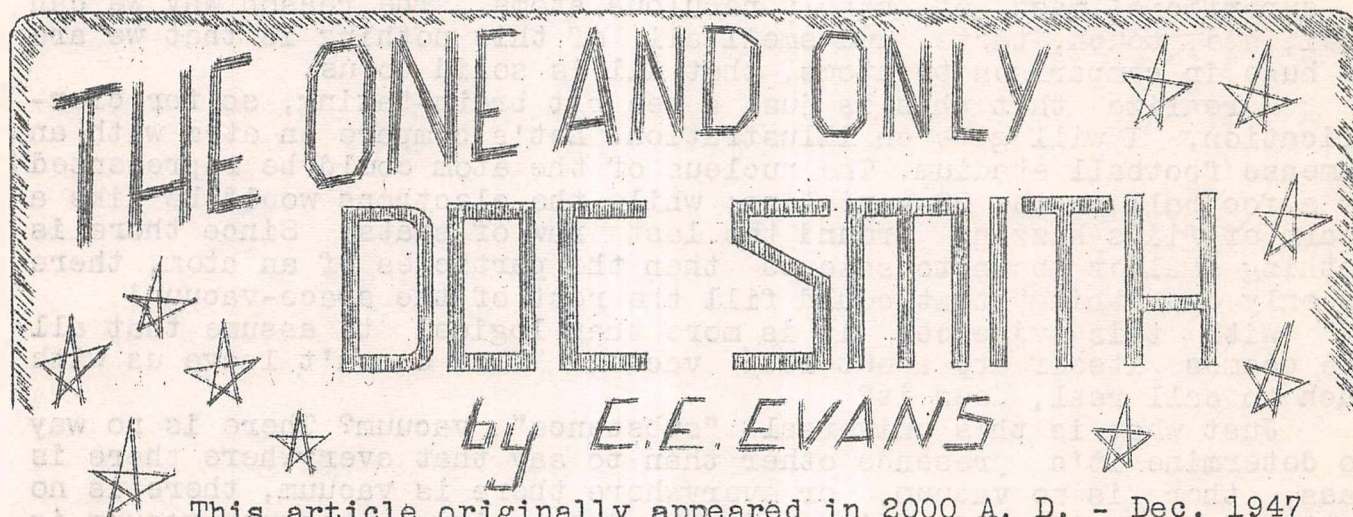 THE ONE AND ONLY
DOC SMITH
by E.E. EVANS
This article originally appeared in 2000 A. D. - Dec. 1947